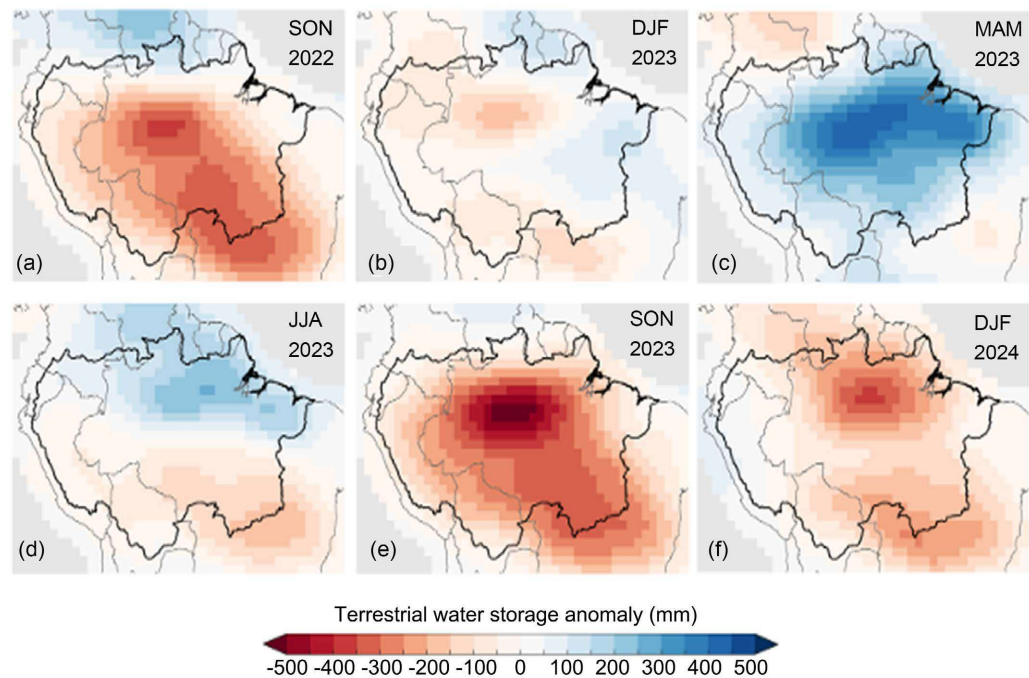 SON
2022
(a)
DJF
2023
(b)
MAM
2023
(c)
JJA
2023
(d)
SON
2023
(e)
DJF
2024
(f)
Terrestrial water storage anomaly (mm)
-500 -400 -300 -200 -100 0 100 200 300 400 500